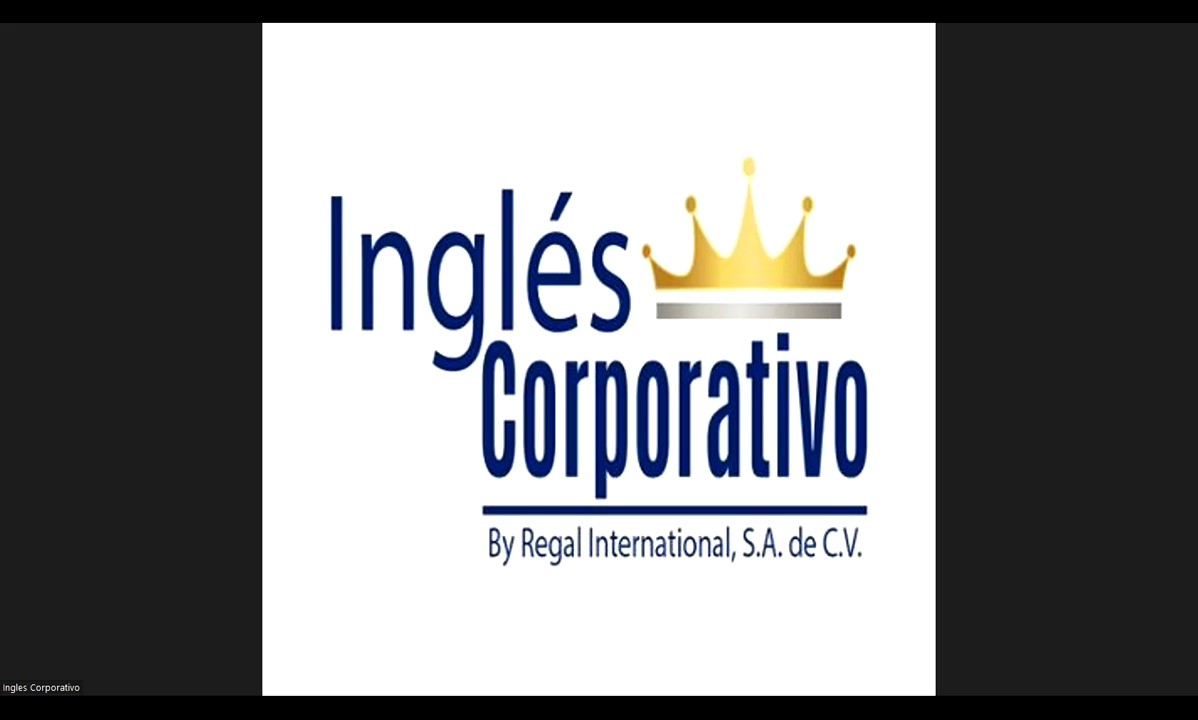 Inglés
Corporativo
By Regal International, S.A. de C.V.
Ingles Corporativo